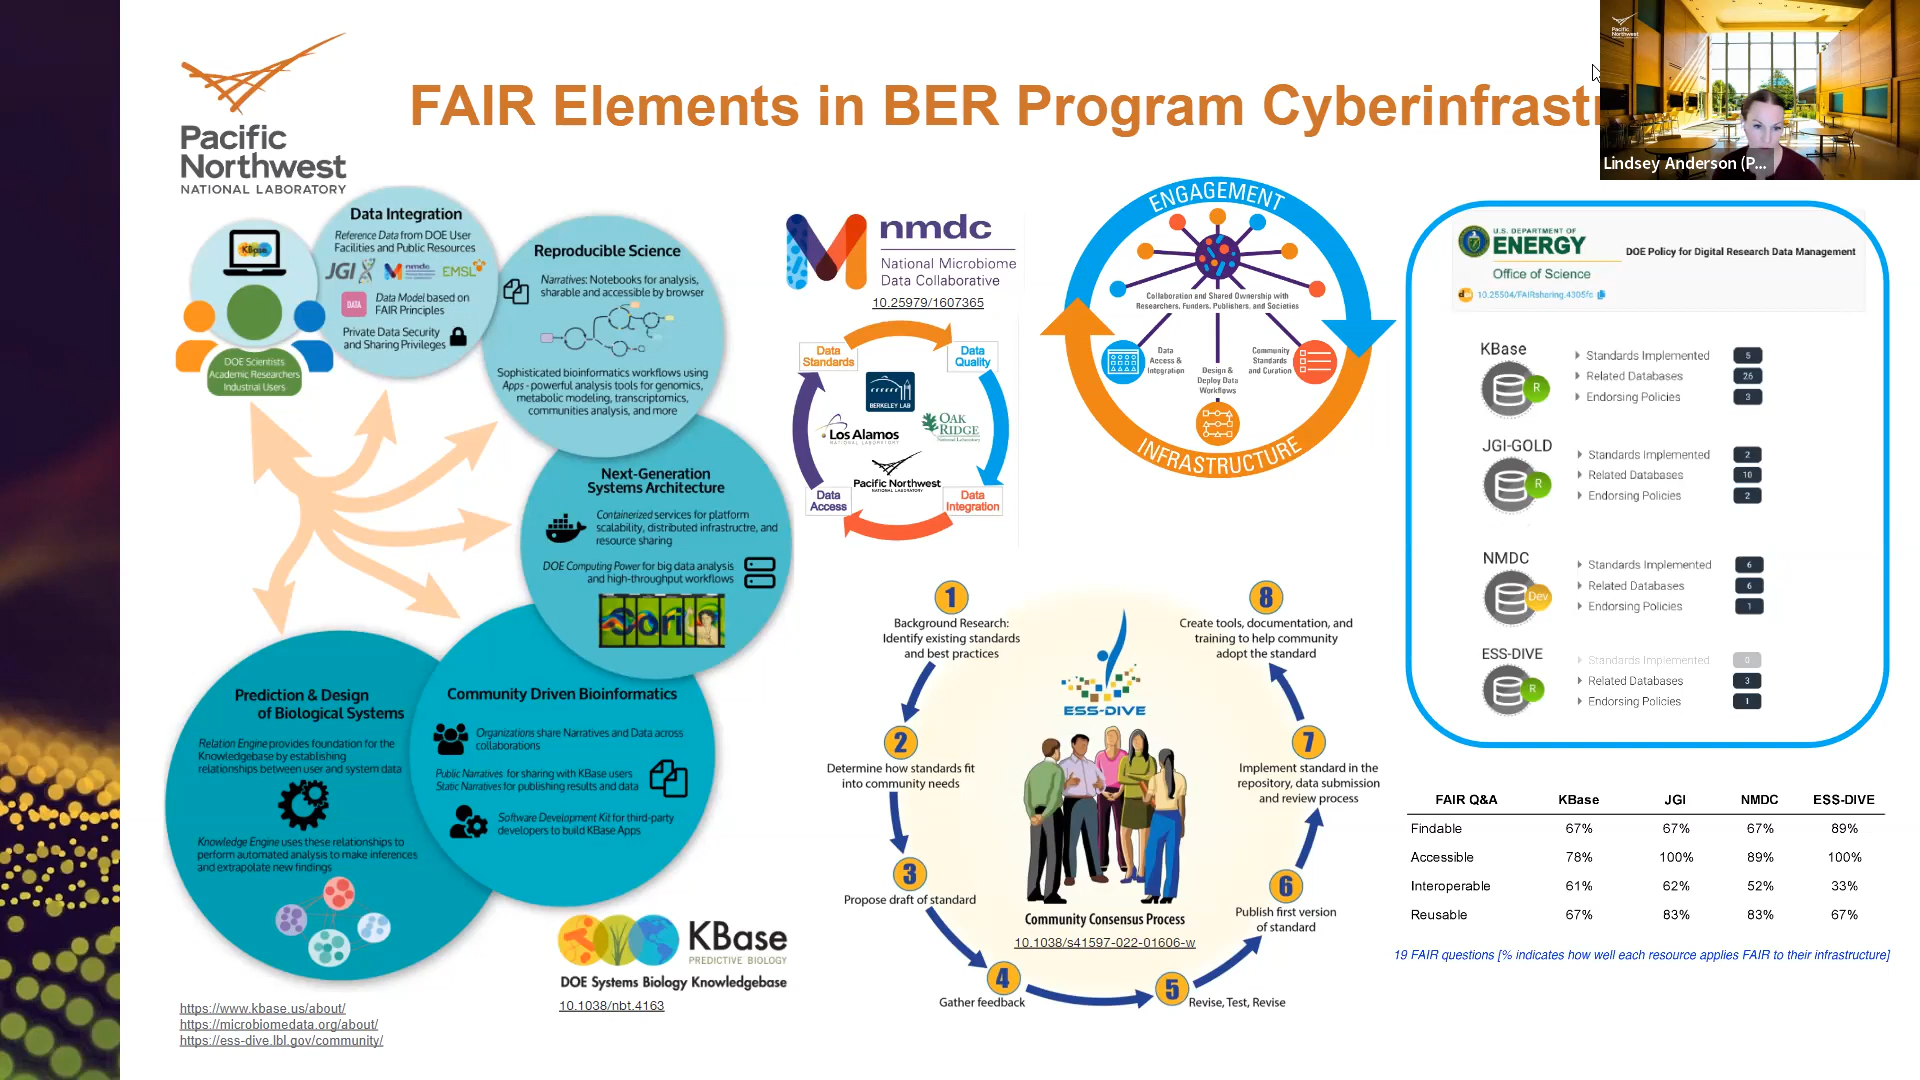 Pacific
Northwest
NATIONAL LABORATORY
FAIR Elements in BER Program Cyberinfrast
Pacific
Northwest
Lindsey Anderson (P...
KBase
DOE Scientists
Academic Researchers
Industrial Users
Data Integration
Reference Data from DOE User
Facilities and Public Resources
JGI
nmdc
EMSL
DATA
Data Model based on
FAIR Principles
Private Data Security
and Sharing Privileges
Reproducible Science
Narratives: Notebooks for analysis,
sharable and accessible by browser
Sophisticated bioinformatics workflows using
Apps - powerful analysis tools for genomics,
metabolic modeling, transcriptomics,
communities analysis, and more
Next-Generation
Systems Architecture
Containerized services for platform
scalability, distributed infrastructre, and
resource sharing
DOE Computing Power for big data analysis
and high-throughput workflows
Cori
Community Driven Bioinformatics
Organizations share Narratives and Data across
collaborations
Public Narratives for sharing with KBase users
Static Narratives for publishing results and data
Software Development Kit for third-party
developers to build KBase Apps
Prediction & Design
of Biological Systems
Relation Engine provides foundation for the
Knowledgebase by establishing
relationships between user and system data
Knowledge Engine uses these relationships to
perform automated analysis to make inferences
and extrapolate new findings
KBase
PREDICTIVE BIOLOGY
DOE Systems Biology Knowledgebase
10.1038/nbt.4163
https://www.kbase.us/about/
https://microbiomedata.org/about/
https://ess-dive.lbl.gov/community/
nmdc
National Microbiome
Data Collaborative
10.25979/1607365
Data
Standards
Data
Quality
BERKELEY LAB
Los Alamos
NATIONAL LABORATORY
OAK
RIDGE
National Laboratory
Pacific Northwest
NATIONAL LABORATORY
Data
Access
Data
Integration
ENGAGEMENT
Collaboration and Shared Ownership with
Researchers, Funders, Publishers, and Societies
Data
Access &
Integration
Design &
Deploy Data
Workflows
Community
Standards
and Curation
INFRASTRUCTURE
1
Background Research:
Identify existing standards
and best practices
2
Determine how standards fit
into community needs
3
Propose draft of standard
4
Gather feedback
5
Revise, Test, Revise
6
Publish first version
of standard
7
Implement standard in the
repository, data submission
and review process
8
Create tools, documentation, and
training to help community
adopt the standard
ESS-DIVE
Community Consensus Process
10.1038/s41597-022-01606-w
U.S. DEPARTMENT OF
ENERGY
Office of Science
DOE Policy for Digital Research Data Management
10.25504/FAIRsharing.4305fc
KBase
R
Standards Implemented 5
Related Databases 26
Endorsing Policies 3
JGI-GOLD
R
Standards Implemented 2
Related Databases 10
Endorsing Policies 2
NMDC
Dev
Standards Implemented 6
Related Databases 6
Endorsing Policies 1
ESS-DIVE
R
Standards Implemented 0
Related Databases 3
Endorsing Policies 1
FAIR Q&A KBase JGI NMDC ESS-DIVE
Findable 67% 67% 67% 89%
Accessible 78% 100% 89% 100%
Interoperable 61% 62% 52% 33%
Reusable 67% 83% 83% 67%
19 FAIR questions [% indicates how well each resource applies FAIR to their infrastructure]